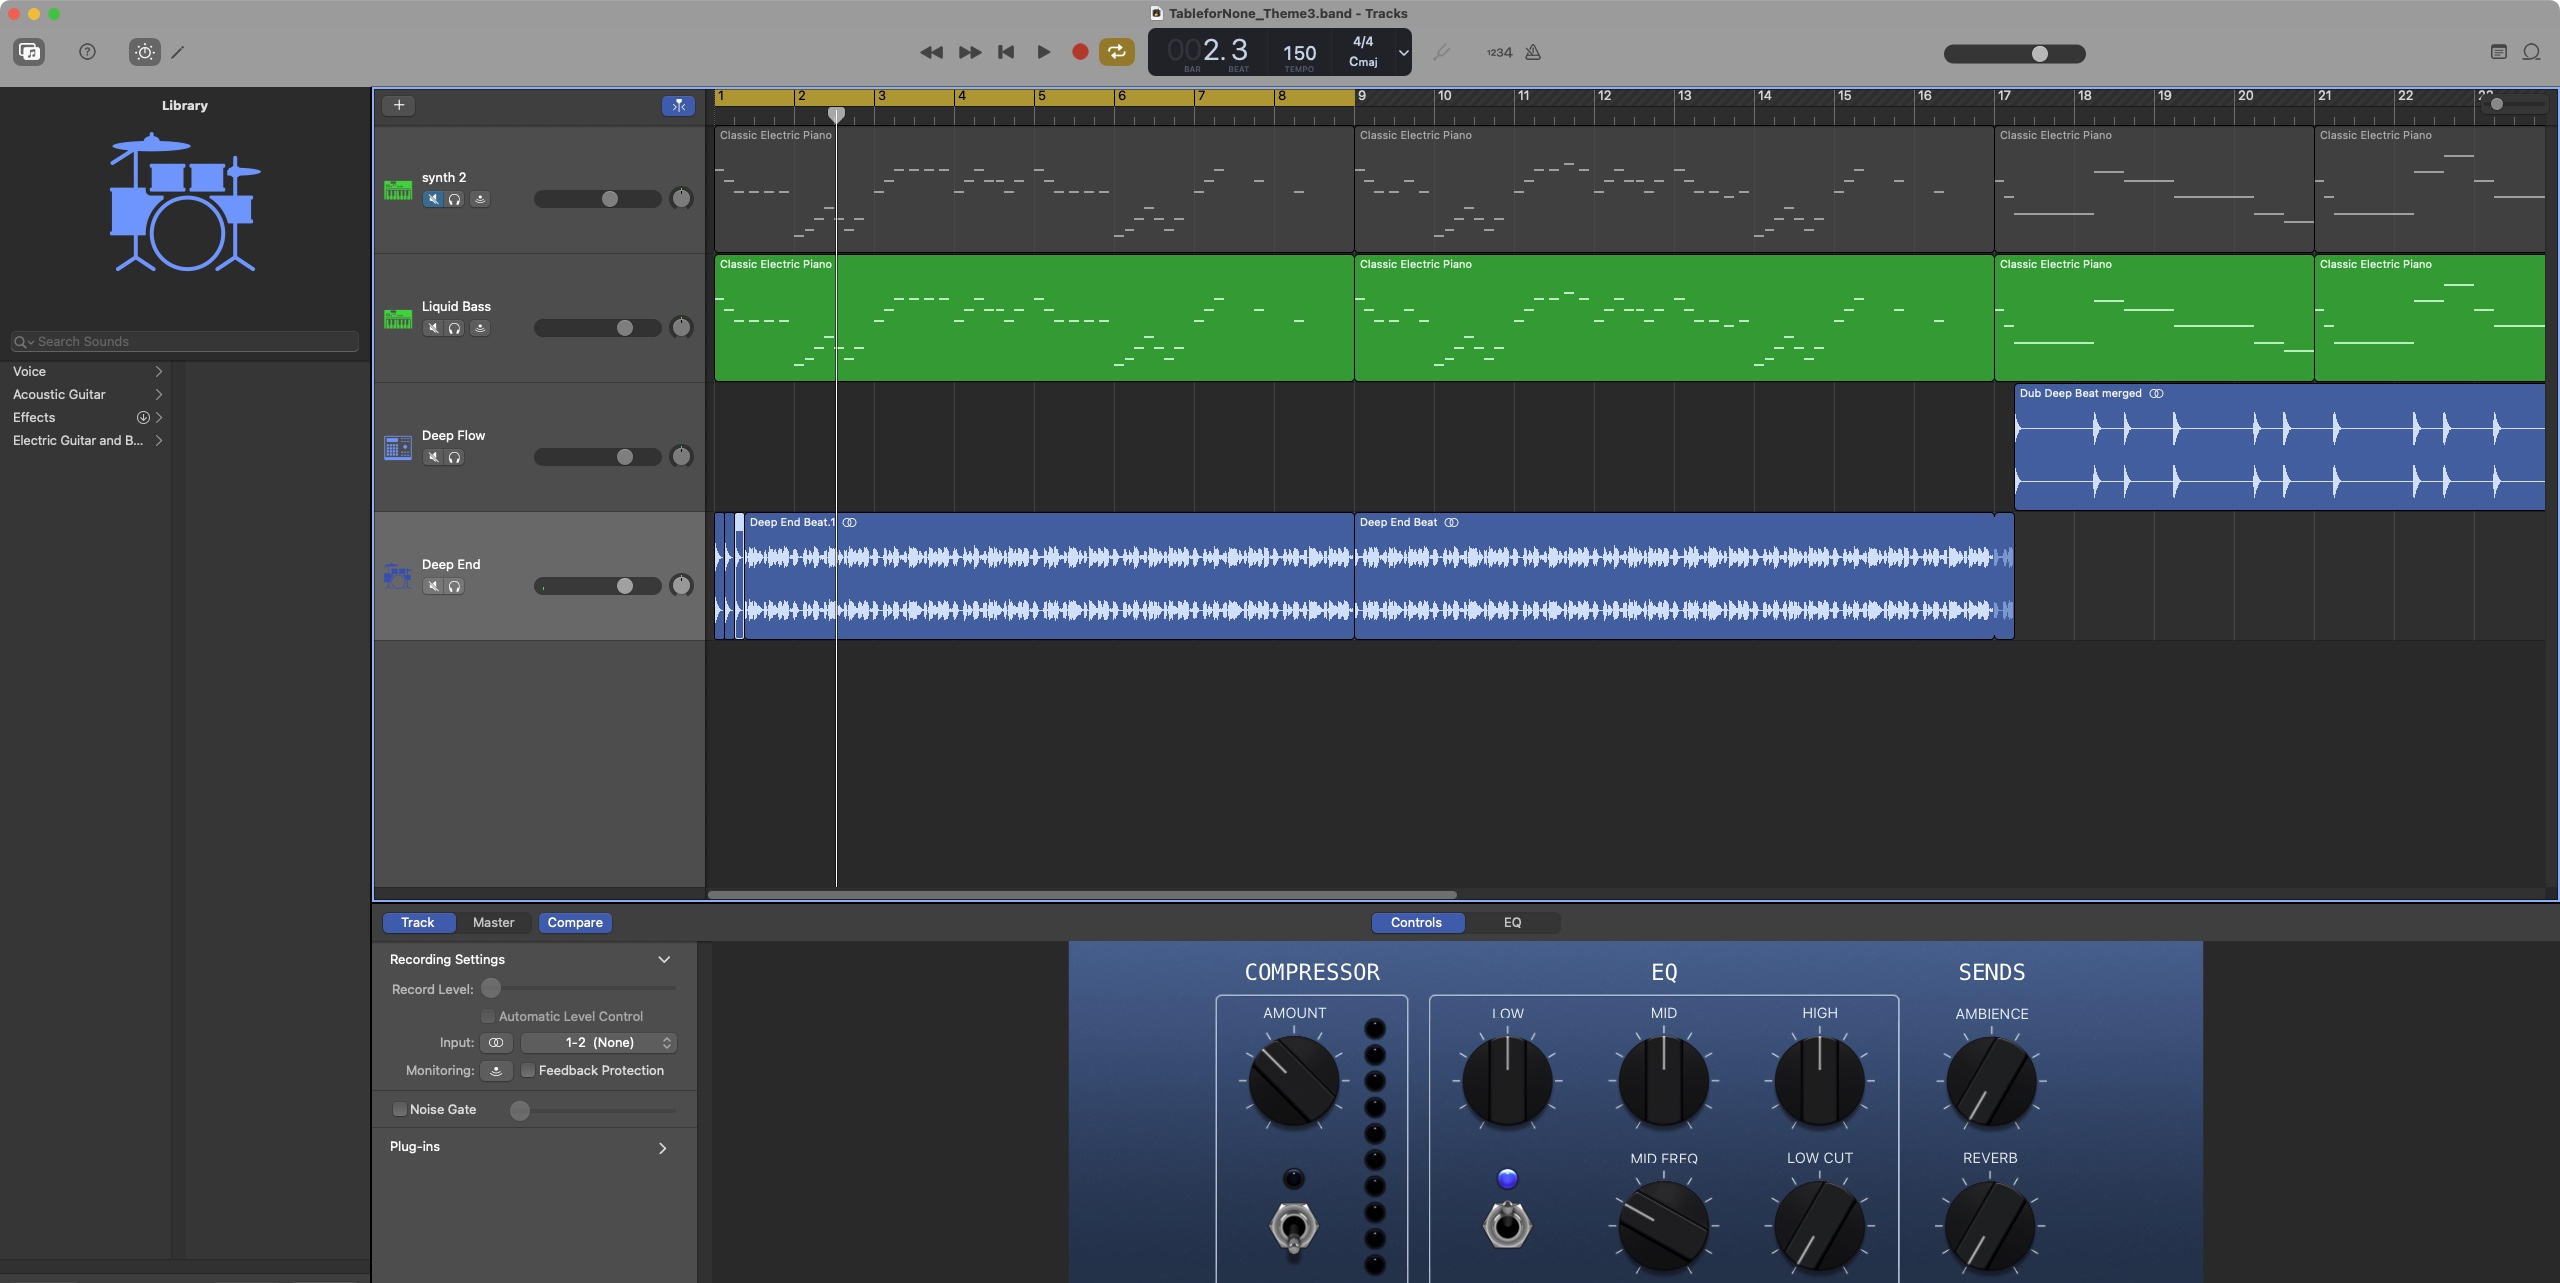 TableforNone_Theme3.band - Tracks
002.3
BAR BEAT
150
TEMPO
4/4
Cmaj
1234
Library
1 2 3 4 5 6 7 8 9 10 11 12 13 14 15 16 17 18 19 20 21 22
Search Sounds
Voice
Acoustic Guitar
Effects
Electric Guitar and B...
synth 2
Classic Electric Piano
Classic Electric Piano
Classic Electric Piano
Classic Electric Piano
Liquid Bass
Classic Electric Piano
Classic Electric Piano
Classic Electric Piano
Classic Electric Piano
Deep Flow
Dub Deep Beat merged
Deep End
Deep End Beat.1
Deep End Beat
Track Master Compare
Controls EQ
Recording Settings
Record Level:
Automatic Level Control
Input: 1-2 (None)
Monitoring: Feedback Protection
Noise Gate
Plug-ins
COMPRESSOR EQ SENDS
AMOUNT LOW MID HIGH AMBIENCE
MID FREQ LOW CUT REVERB